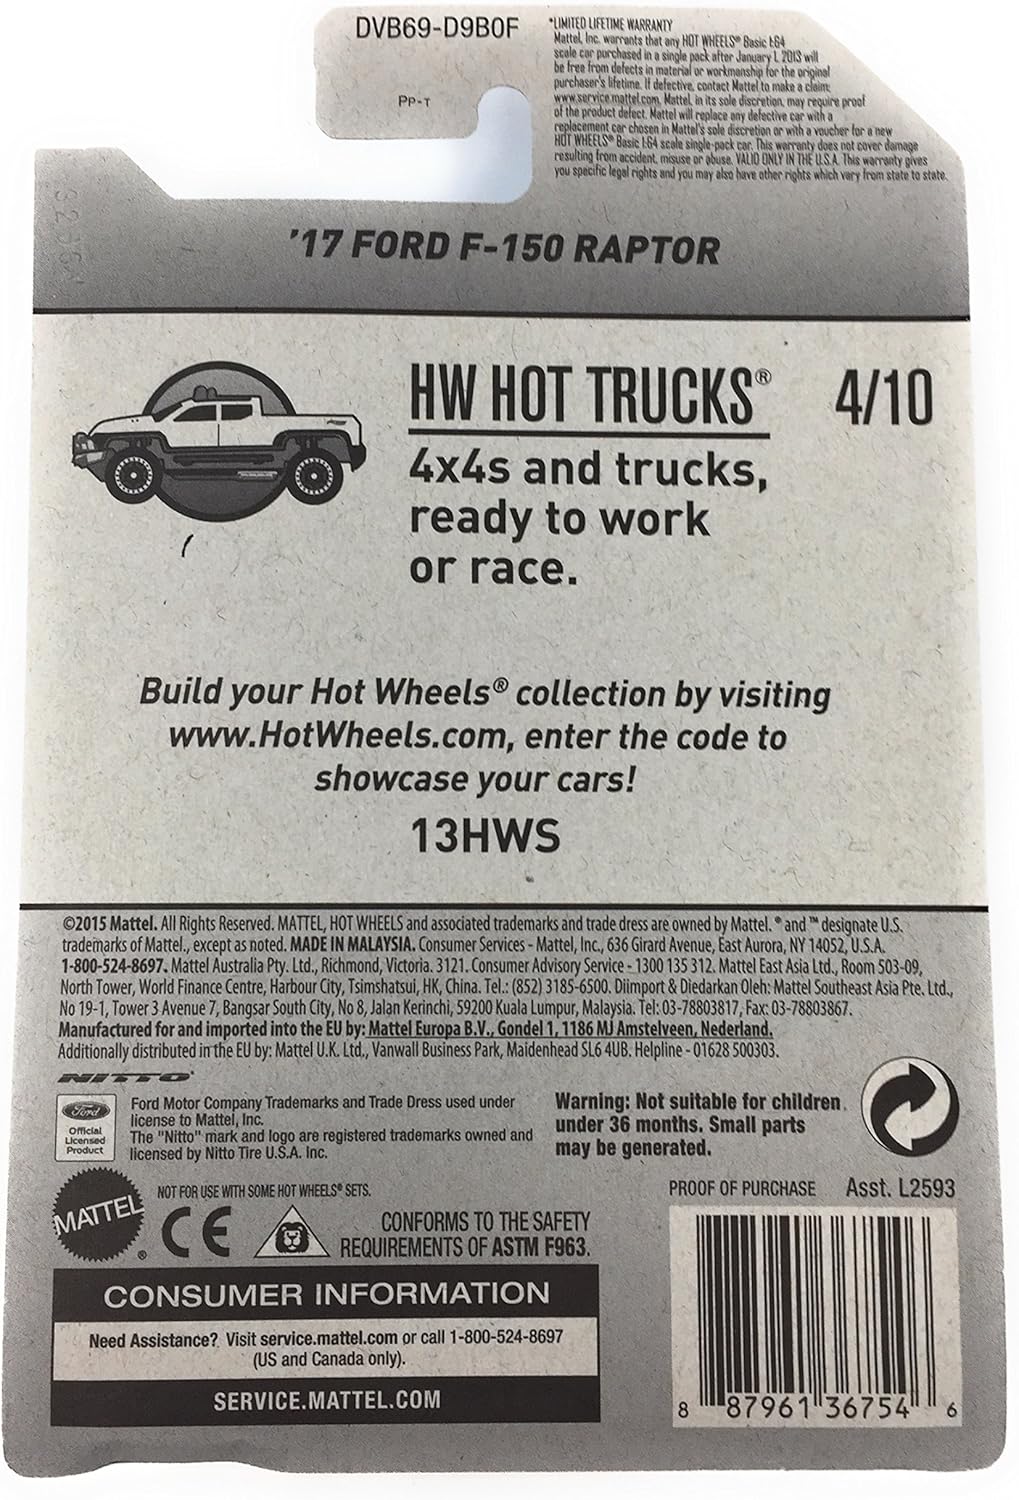 DVB69-D9B0F
PP-T
*LIMITED LIFETIME WARRANTY
Mattel, Inc. warrants that any HOT WHEELS® Basic 1:64
scale car purchased in a single pack after January 1, 2013 will
be free from defects in material or workmanship for the original
purchaser's lifetime. If defective, contact Mattel to make a claim:
www.service.mattel.com. Mattel, in its sole discretion, may require proof
of the product defect. Mattel will replace any defective car with a
replacement car chosen in Mattel's sole discretion or with a voucher for a new
HOT WHEELS® Basic 1:64 scale single-pack car. This warranty does not cover damage
resulting from accident, misuse or abuse. VALID ONLY IN THE U.S.A. This warranty gives
you specific legal rights and you may also have other rights which vary from state to state.
'17 FORD F-150 RAPTOR
HW HOT TRUCKS® 4/10
4x4s and trucks,
ready to work
or race.
Build your Hot Wheels® collection by visiting
www.HotWheels.com, enter the code to
showcase your cars!
13HWS
©2015 Mattel. All Rights Reserved. MATTEL, HOT WHEELS and associated trademarks and trade dress are owned by Mattel. ® and ™ designate U.S.
trademarks of Mattel., except as noted. MADE IN MALAYSIA. Consumer Services - Mattel, Inc., 636 Girard Avenue, East Aurora, NY 14052, U.S.A.
1-800-524-8697. Mattel Australia Pty. Ltd., Richmond, Victoria. 3121. Consumer Advisory Service - 1300 135 312. Mattel East Asia Ltd., Room 503-09,
North Tower, World Finance Centre, Harbour City, Tsimshatsui, HK, China. Tel.: (852) 3185-6500. Diimport & Diedarkan Oleh: Mattel Southeast Asia Pte. Ltd.,
No 19-1, Tower 3 Avenue 7, Bangsar South City, No 8, Jalan Kerinchi, 59200 Kuala Lumpur, Malaysia. Tel: 03-78803817, Fax: 03-78803867.
Manufactured for and imported into the EU by: Mattel Europa B.V., Gondel 1, 1186 MJ Amstelveen, Nederland.
Additionally distributed in the EU by: Mattel U.K. Ltd., Vanwall Business Park, Maidenhead SL6 4UB. Helpline - 01628 500303.
NITTO
Ford
Official
Licensed
Product
Ford Motor Company Trademarks and Trade Dress used under
license to Mattel, Inc.
The "Nitto" mark and logo are registered trademarks owned and
licensed by Nitto Tire U.S.A. Inc.
Warning: Not suitable for children
under 36 months. Small parts
may be generated.
MATTEL®
NOT FOR USE WITH SOME HOT WHEELS® SETS.
CE
CONFORMS TO THE SAFETY
REQUIREMENTS OF ASTM F963.
PROOF OF PURCHASE Asst. L2593
CONSUMER INFORMATION
Need Assistance? Visit service.mattel.com or call 1-800-524-8697
(US and Canada only).
SERVICE.MATTEL.COM
8 87961 36754 6